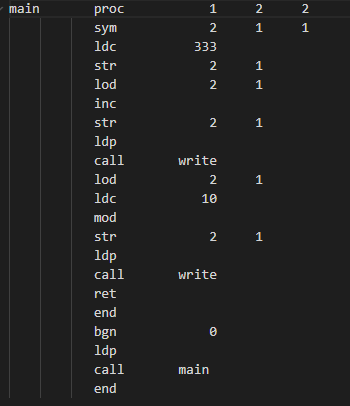 main proc 1 2 2
sym 2 1 1
ldc 333
str 2 1
lod 2 1
inc
str 2 1
ldp
call write
lod 2 1
ldc 10
mod
str 2 1
ldp
call write
ret
end
bgn 0
ldp
call main
end